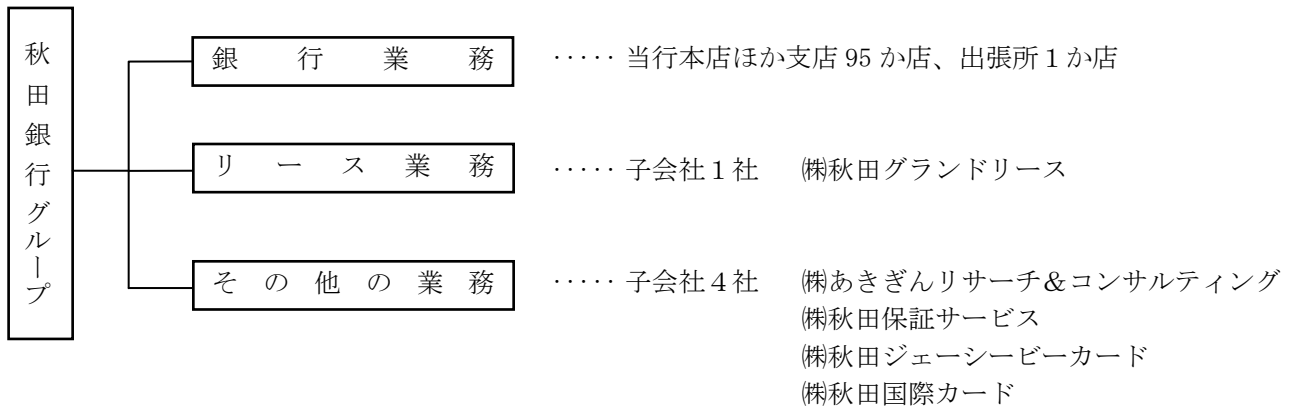 秋田銀行グループ
銀行業務 ····· 当行本店ほか支店 95 か店、出張所１か店
リース業務 ····· 子会社１社 ㈱秋田グランドリース
その他の業務 ····· 子会社４社 ㈱あきぎんリサーチ＆コンサルティング
㈱秋田保証サービス
㈱秋田ジェーシービーカード
㈱秋田国際カード